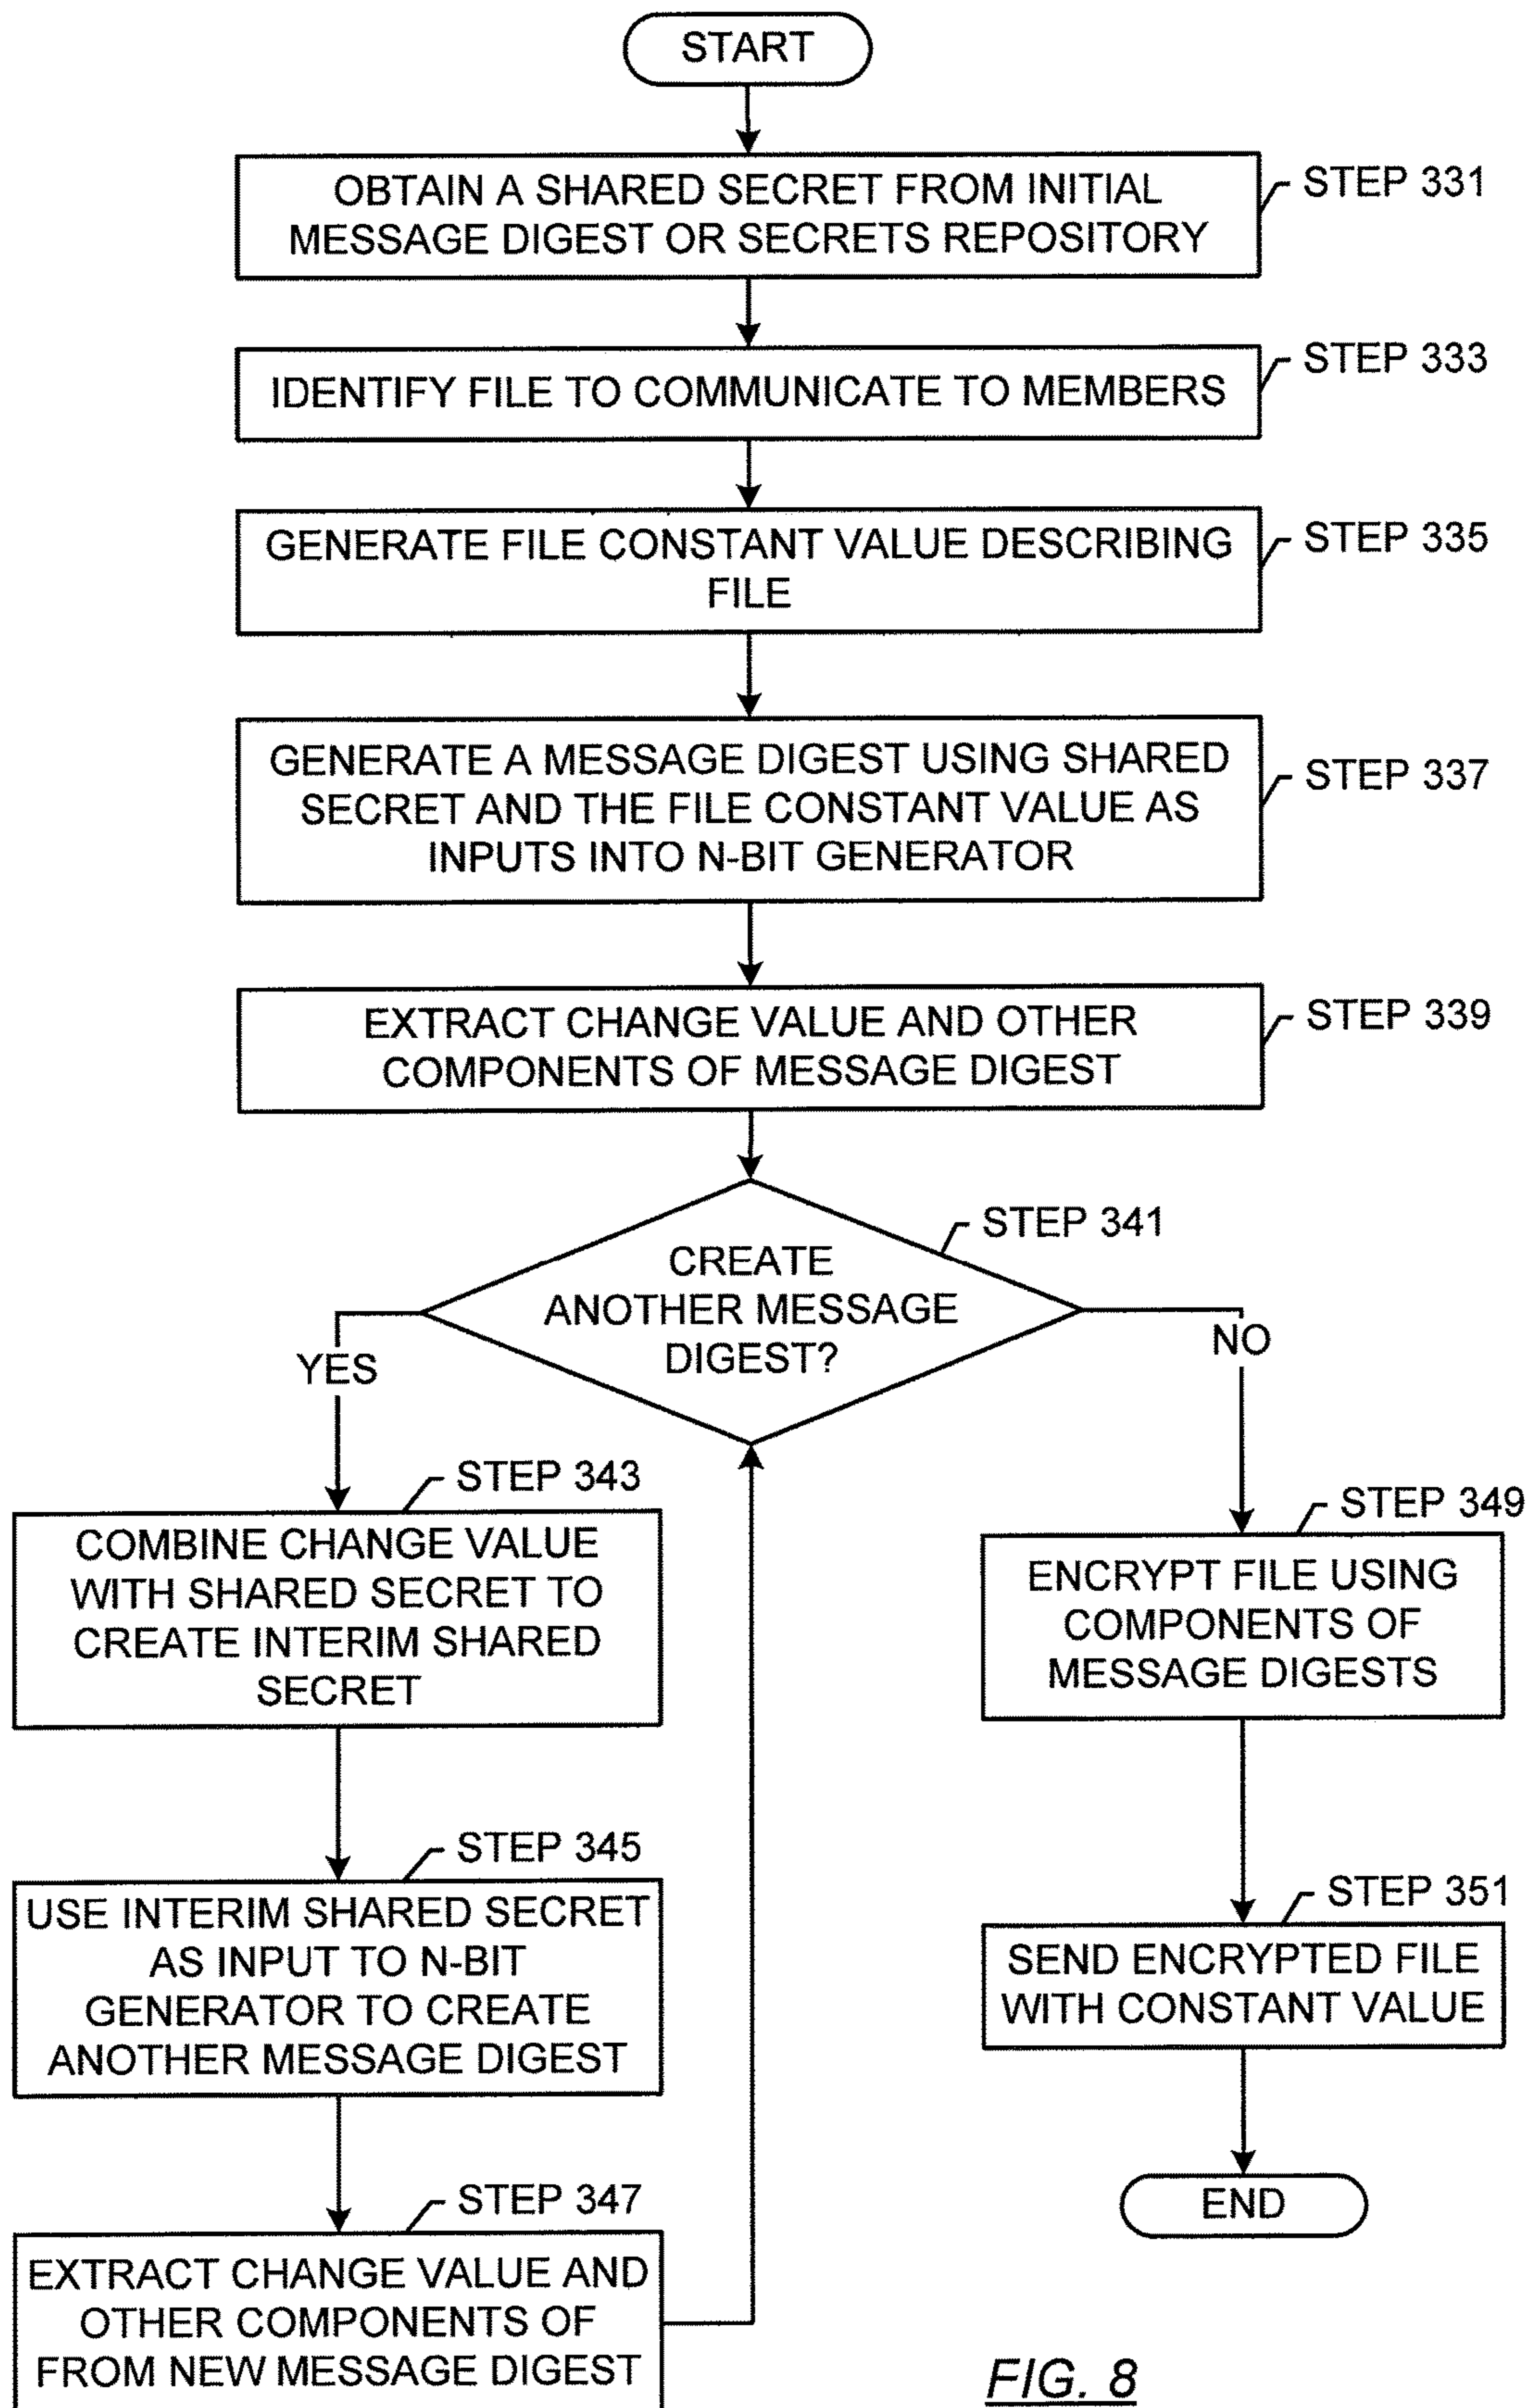 START
OBTAIN A SHARED SECRET FROM INITIAL
MESSAGE DIGEST OR SECRETS REPOSITORY
STEP 331
IDENTIFY FILE TO COMMUNICATE TO MEMBERS
STEP 333
GENERATE FILE CONSTANT VALUE DESCRIBING
FILE
STEP 335
GENERATE A MESSAGE DIGEST USING SHARED
SECRET AND THE FILE CONSTANT VALUE AS
INPUTS INTO N-BIT GENERATOR
STEP 337
EXTRACT CHANGE VALUE AND OTHER
COMPONENTS OF MESSAGE DIGEST
STEP 339
STEP 341
CREATE
ANOTHER MESSAGE
DIGEST?
YES
NO
STEP 343
COMBINE CHANGE VALUE
WITH SHARED SECRET TO
CREATE INTERIM SHARED
SECRET
STEP 345
USE INTERIM SHARED SECRET
AS INPUT TO N-BIT
GENERATOR TO CREATE
ANOTHER MESSAGE DIGEST
STEP 347
EXTRACT CHANGE VALUE AND
OTHER COMPONENTS OF
FROM NEW MESSAGE DIGEST
STEP 349
ENCRYPT FILE USING
COMPONENTS OF
MESSAGE DIGESTS
STEP 351
SEND ENCRYPTED FILE
WITH CONSTANT VALUE
END
FIG. 8